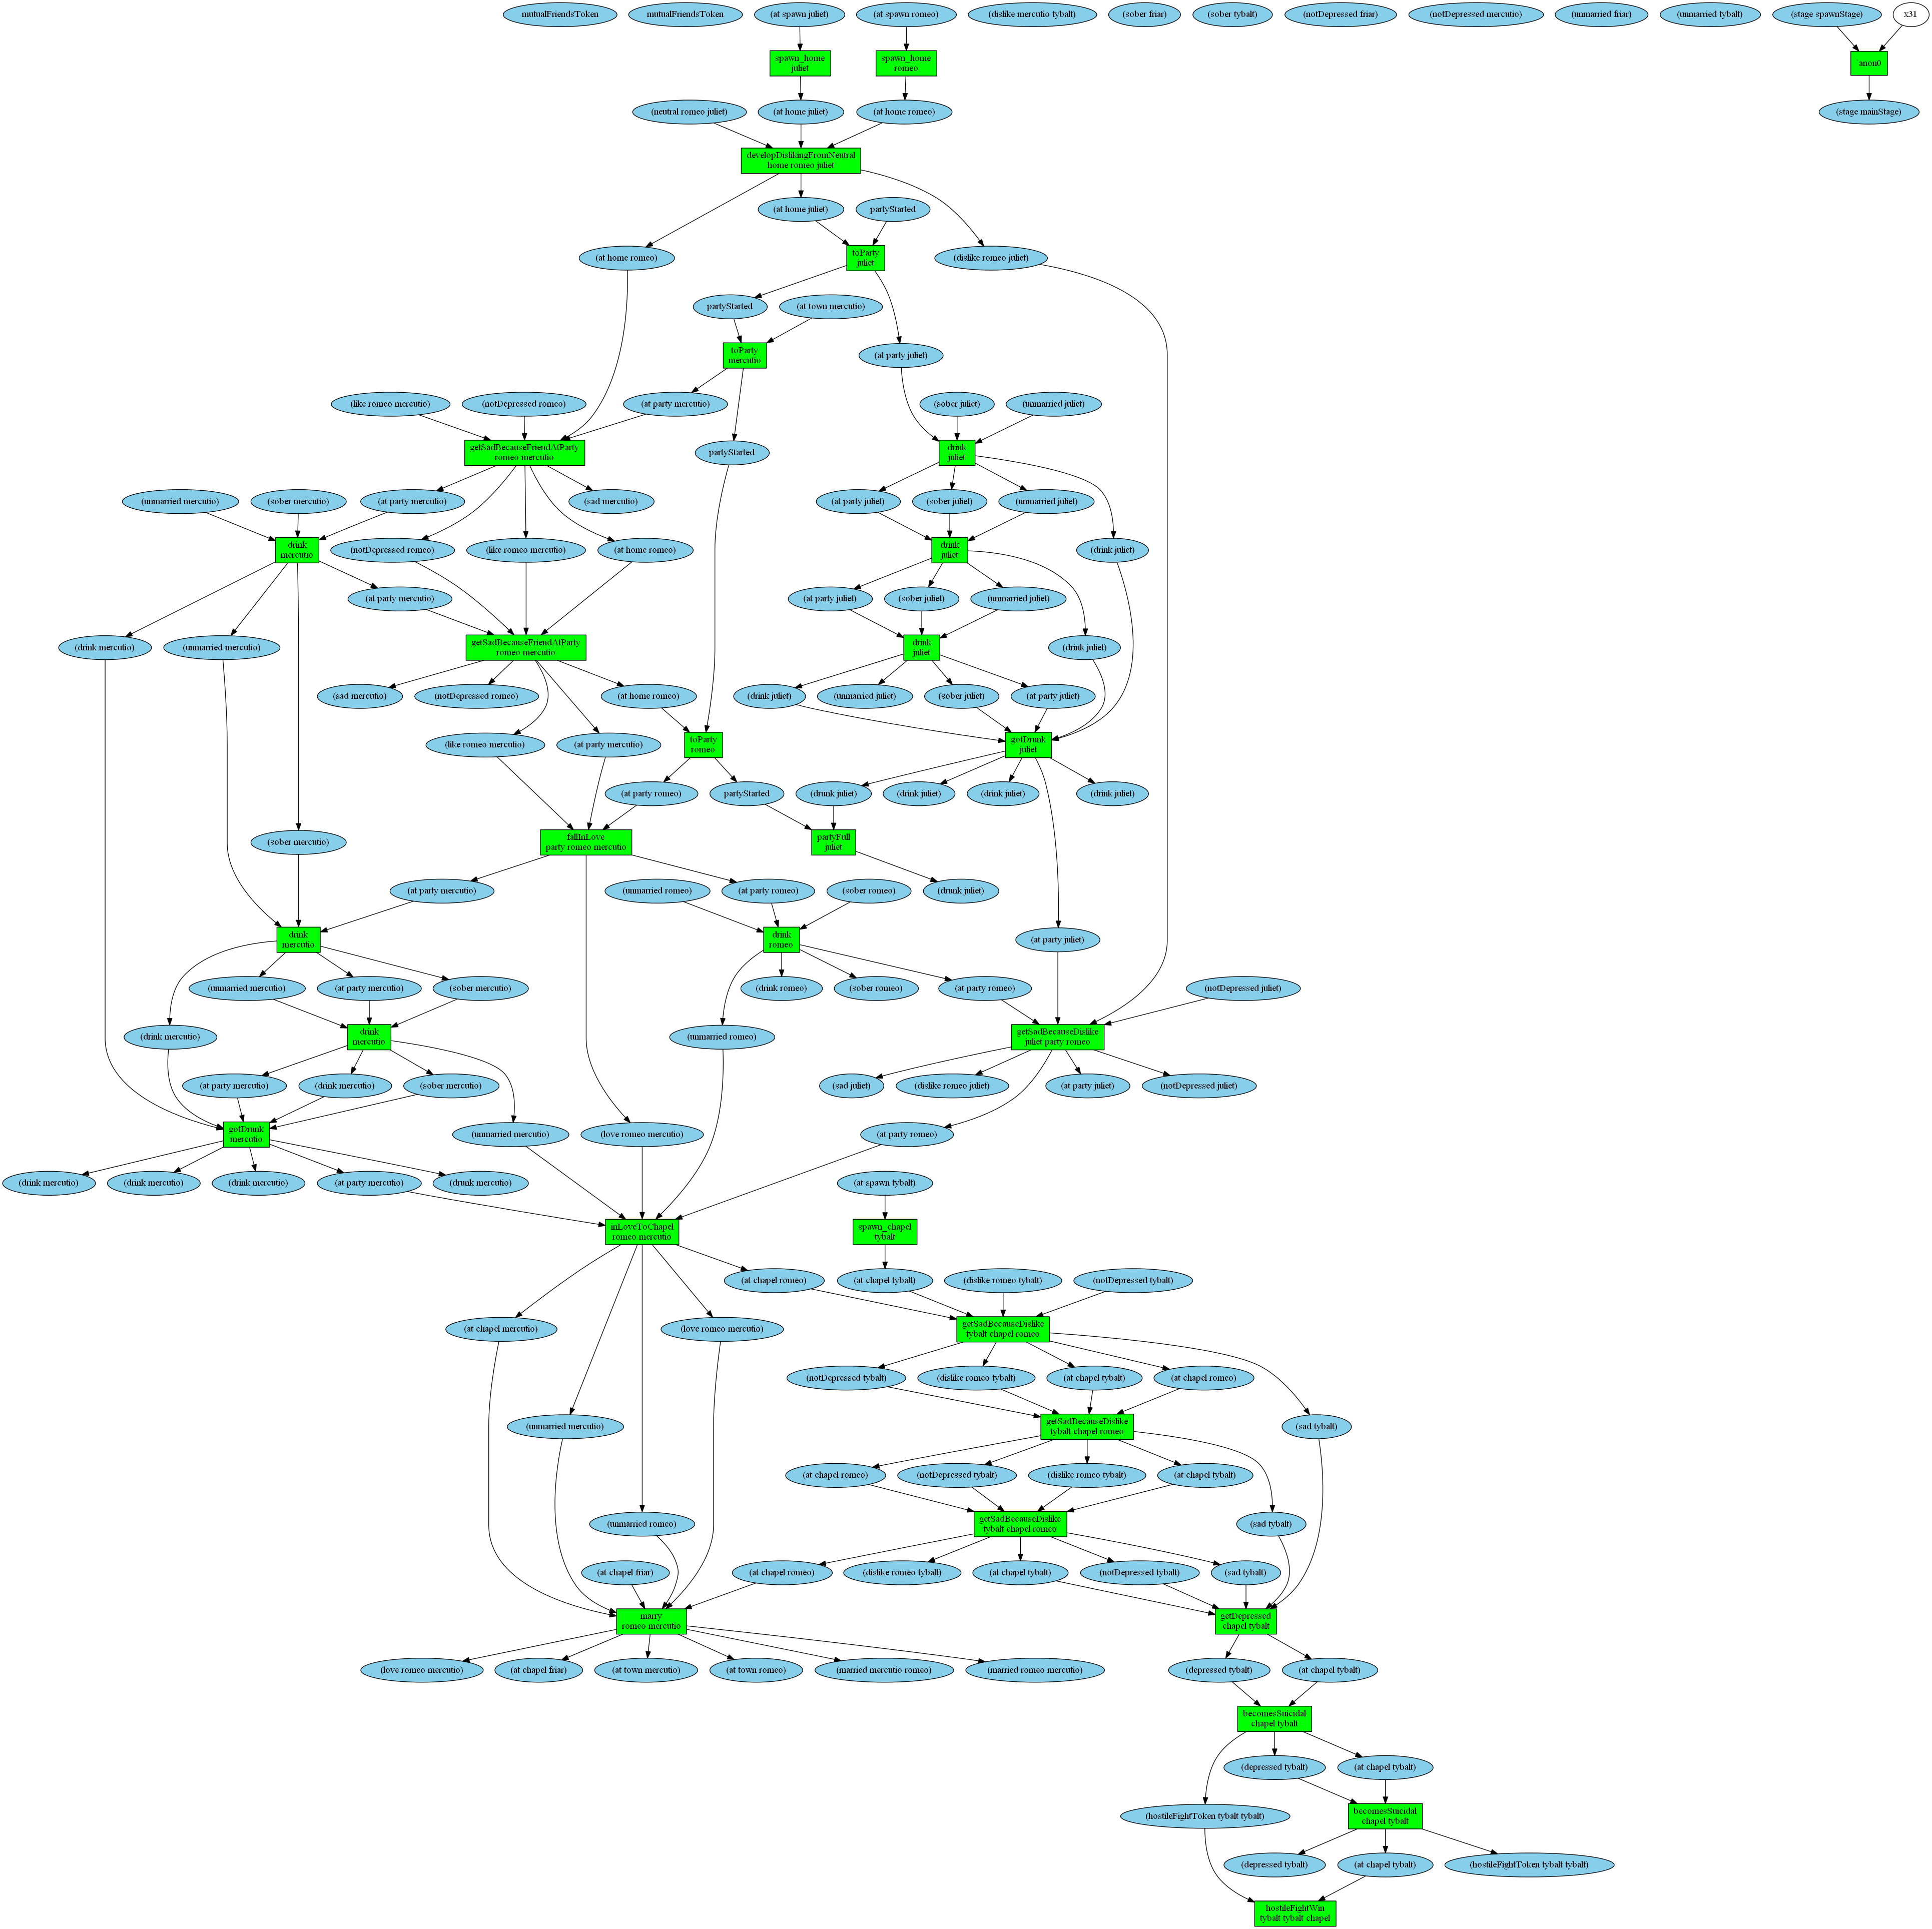 mutualFriendsToken
mutualFriendsToken
(at spawn juliet)
(at spawn romeo)
(dislike mercutio tybalt)
(sober friar)
(sober tybalt)
(notDepressed friar)
(notDepressed mercutio)
(unmarried friar)
(unmarried tybalt)
(stage spawnStage)
x31
spawn_home
juliet
spawn_home
romeo
anon0
(neutral romeo juliet)
(at home juliet)
(at home romeo)
(stage mainStage)
developDislikingFromNeutral
home romeo juliet
(at home juliet)
partyStarted
(at home romeo)
toParty
juliet
(dislike romeo juliet)
partyStarted
(at town mercutio)
toParty
mercutio
(at party juliet)
(like romeo mercutio)
(notDepressed romeo)
(at party mercutio)
(sober juliet)
(unmarried juliet)
getSadBecauseFriendAtParty
romeo mercutio
partyStarted
drink
juliet
(unmarried mercutio)
(sober mercutio)
(at party mercutio)
(sad mercutio)
(at party juliet)
(sober juliet)
(unmarried juliet)
drink
mercutio
(notDepressed romeo)
(like romeo mercutio)
(at home romeo)
drink
juliet
(drink juliet)
(at party mercutio)
(at party juliet)
(sober juliet)
(unmarried juliet)
(drink mercutio)
(unmarried mercutio)
getSadBecauseFriendAtParty
romeo mercutio
drink
juliet
(drink juliet)
(sad mercutio)
(notDepressed romeo)
(at home romeo)
(drink juliet)
(unmarried juliet)
(sober juliet)
(at party juliet)
(like romeo mercutio)
(at party mercutio)
toParty
romeo
gotDrunk
juliet
(at party romeo)
partyStarted
(drunk juliet)
(drink juliet)
(drink juliet)
(drink juliet)
(sober mercutio)
fallInLove
party romeo mercutio
partyFull
juliet
(at party mercutio)
(unmarried romeo)
(at party romeo)
(sober romeo)
(drunk juliet)
drink
mercutio
drink
romeo
(at party juliet)
(unmarried mercutio)
(at party mercutio)
(sober mercutio)
(drink romeo)
(sober romeo)
(at party romeo)
(notDepressed juliet)
(drink mercutio)
drink
mercutio
(unmarried romeo)
getSadBecauseDislike
juliet party romeo
(at party mercutio)
(drink mercutio)
(sober mercutio)
(sad juliet)
(dislike romeo juliet)
(at party juliet)
(notDepressed juliet)
gotDrunk
mercutio
(unmarried mercutio)
(love romeo mercutio)
(at party romeo)
(drink mercutio)
(drink mercutio)
(drink mercutio)
(at party mercutio)
(drunk mercutio)
(at spawn tybalt)
inLoveToChapel
romeo mercutio
spawn_chapel
tybalt
(at chapel romeo)
(at chapel tybalt)
(dislike romeo tybalt)
(notDepressed tybalt)
(at chapel mercutio)
(love romeo mercutio)
getSadBecauseDislike
tybalt chapel romeo
(notDepressed tybalt)
(dislike romeo tybalt)
(at chapel tybalt)
(at chapel romeo)
(unmarried mercutio)
getSadBecauseDislike
tybalt chapel romeo
(sad tybalt)
(at chapel romeo)
(notDepressed tybalt)
(dislike romeo tybalt)
(at chapel tybalt)
(unmarried romeo)
getSadBecauseDislike
tybalt chapel romeo
(sad tybalt)
(at chapel friar)
(at chapel romeo)
(dislike romeo tybalt)
(at chapel tybalt)
(notDepressed tybalt)
(sad tybalt)
marry
romeo mercutio
getDepressed
chapel tybalt
(love romeo mercutio)
(at chapel friar)
(at town mercutio)
(at town romeo)
(married mercutio romeo)
(married romeo mercutio)
(depressed tybalt)
(at chapel tybalt)
becomesSuicidal
chapel tybalt
(depressed tybalt)
(at chapel tybalt)
(hostileFightToken tybalt tybalt)
becomesSuicidal
chapel tybalt
(depressed tybalt)
(at chapel tybalt)
(hostileFightToken tybalt tybalt)
hostileFightWin
tybalt tybalt chapel